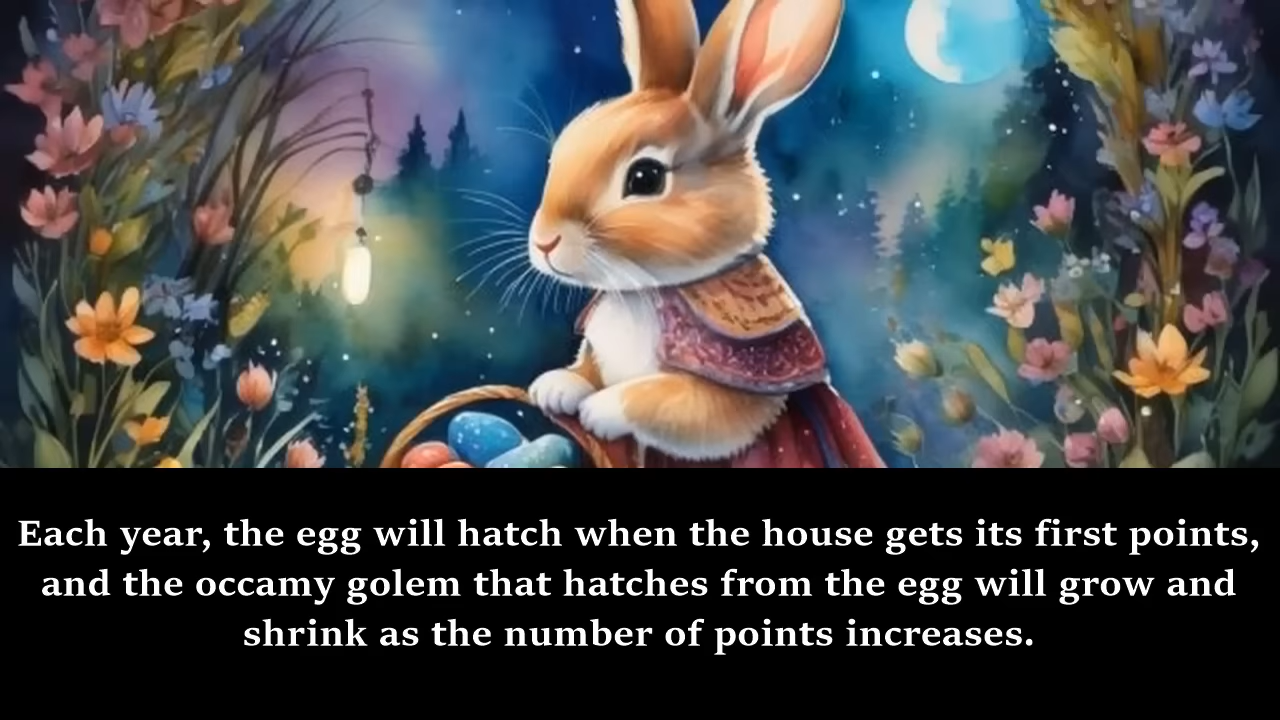 Each year, the egg will hatch when the house gets its first points,
and the occamy golem that hatches from the egg will grow and
shrink as the number of points increases.